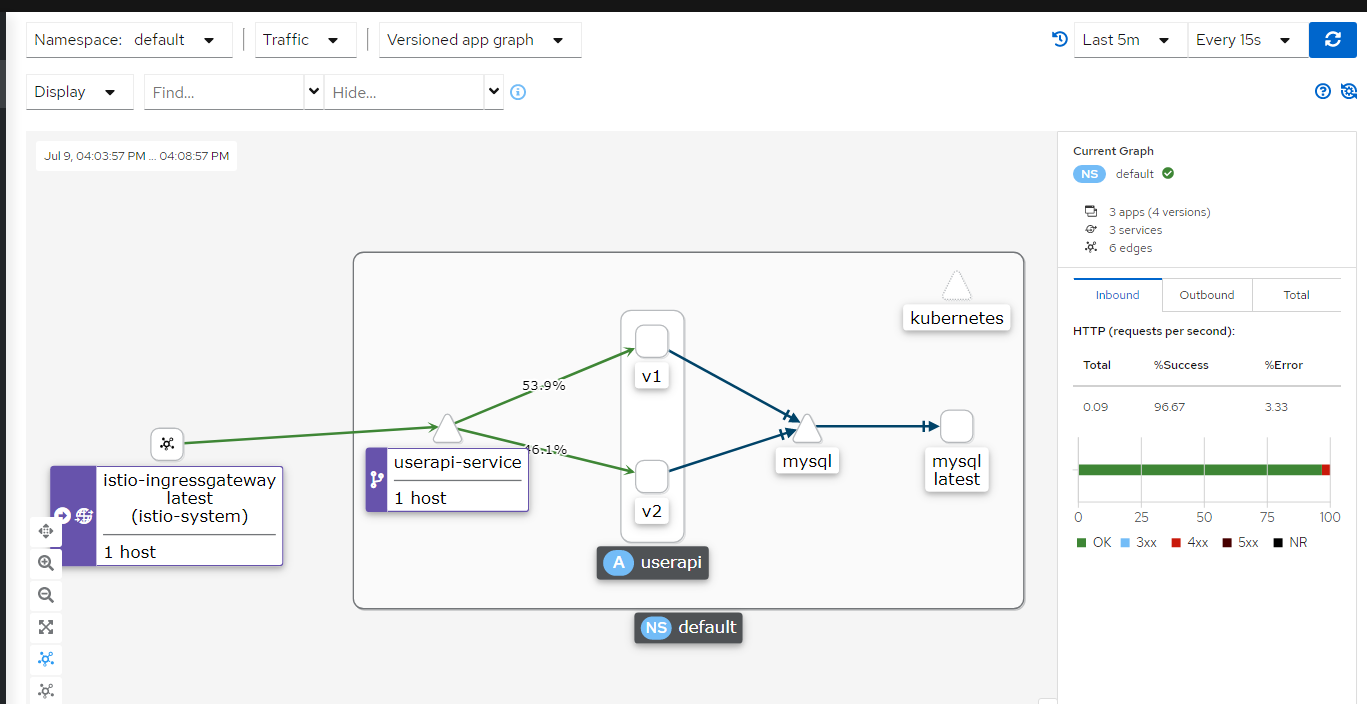 Namespace: default
Traffic
Versioned app graph
Last 5m
Every 15s
Display
Find...
Hide...
Jul 9, 04:03:57 PM ... 04:08:57 PM
Current Graph
NS default
3 apps (4 versions)
3 services
6 edges
Inbound
Outbound
Total
HTTP (requests per second):
Total %Success %Error
0.09 96.67 3.33
0 25 50 75 100
OK 3xx 4xx 5xx NR
kubernetes
53.9%
v1
46.1%
userapi-service
1 host
mysql
mysql
latest
istio-ingressgateway
latest
(istio-system)
1 host
v2
A userapi
NS default